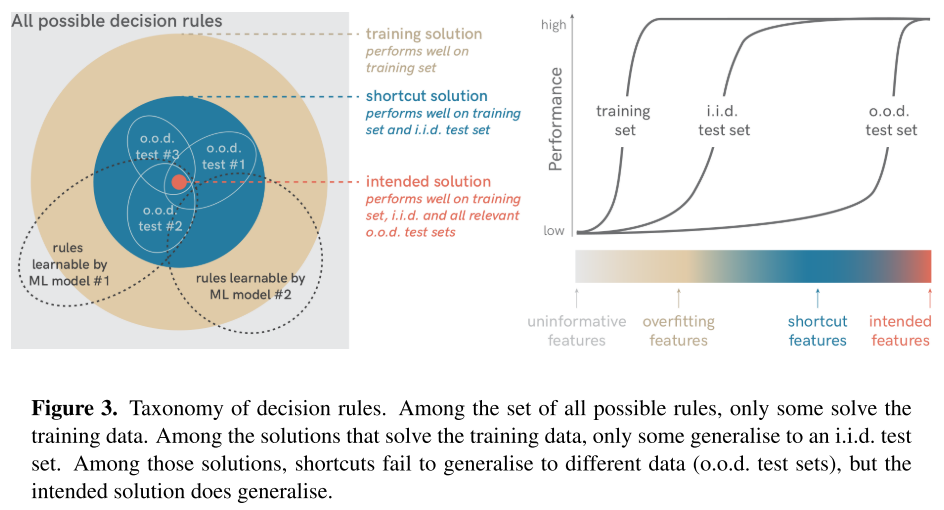 All possible decision rules
training solution
performs well on
training set
shortcut solution
performs well on training
set and i.i.d. test set
intended solution
performs well on training
set, i.i.d. and all relevant
o.o.d. test sets
o.o.d.
test #3
o.o.d.
test #1
o.o.d.
test #2
rules
learnable by
ML model #1
rules learnable by
ML model #2
high
Performance
low
training
set
i.i.d.
test set
o.o.d.
test set
uninformative
features
overfitting
features
shortcut
features
intended
features
Figure 3. Taxonomy of decision rules. Among the set of all possible rules, only some solve the
training data. Among the solutions that solve the training data, only some generalise to an i.i.d. test
set. Among those solutions, shortcuts fail to generalise to different data (o.o.d. test sets), but the
intended solution does generalise.